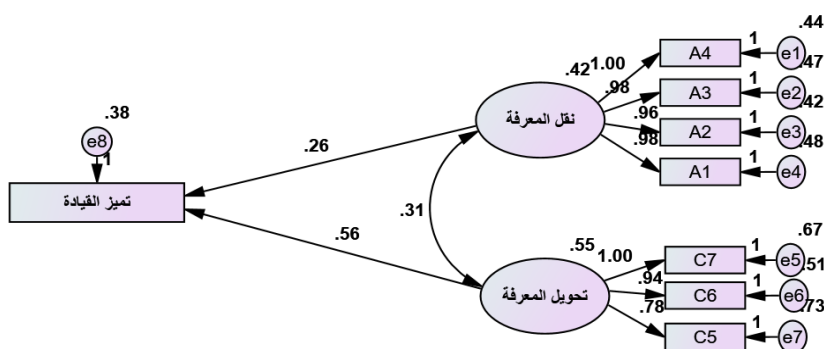 .44
1
A4
e1
.42
1.00
.47
.98
1
A3
e2
نقل المعرفة
.42
.96
1
A2
e3
.48
.98
1
A1
e4
.38
e8
1
.26
تميز القيادة
.31
.56
.67
.55
1.00
1
C7
e5
.51
.94
1
C6
e6
تحويل المعرفة
.73
.78
1
C5
e7